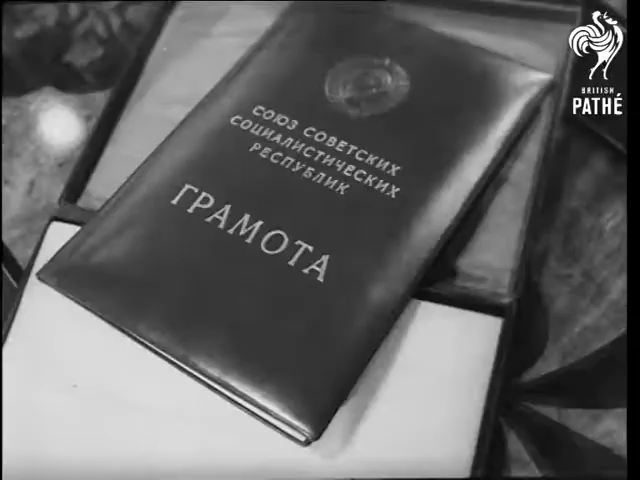 BRITISH
PATHÉ
СОЮЗ СОВЕТСКИХ
СОЦИАЛИСТИЧЕСКИХ
РЕСПУБЛИК
ГРАМОТА